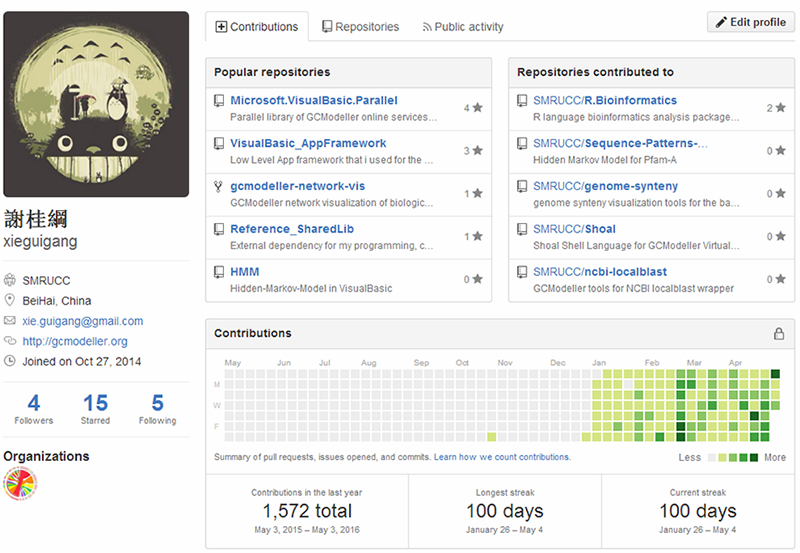 Contributions
Repositories
Public activity
Edit profile
謝桂綱
xieguigang
SMRUCC
BeiHai, China
xie.guigang@gmail.com
http://gcmodeller.org
Joined on Oct 27, 2014
4
Followers
15
Starred
5
Following
Organizations
Popular repositories
Microsoft.VisualBasic.Parallel
4
Parallel library of GCModeller online services…
VisualBasic_AppFramework
3
Low Level App framework that i used for the …
gcmodeller-network-vis
1
GCModeller network visualization of biologic…
Reference_SharedLib
1
External dependency for my programming, c…
HMM
0
Hidden-Markov-Model in VisualBasic
Repositories contributed to
SMRUCC/R.Bioinformatics
2
R language bioinformatics analysis package…
SMRUCC/Sequence-Patterns-…
0
Hidden Markov Model for Pfam-A
SMRUCC/genome-synteny
0
genome synteny visualization tools for the ba…
SMRUCC/Shoal
0
Shoal Shell Language for GCModeller Virtual…
SMRUCC/ncbi-localblast
0
GCModeller tools for NCBI localblast wrapper
Contributions
May Jun Jul Aug Sep Oct Nov Dec Jan Feb Mar Apr
M
W
F
Summary of pull requests, issues opened, and commits. Learn how we count contributions.
Less More
Contributions in the last year
1,572 total
May 3, 2015 – May 3, 2016
Longest streak
100 days
January 26 – May 4
Current streak
100 days
January 26 – May 4